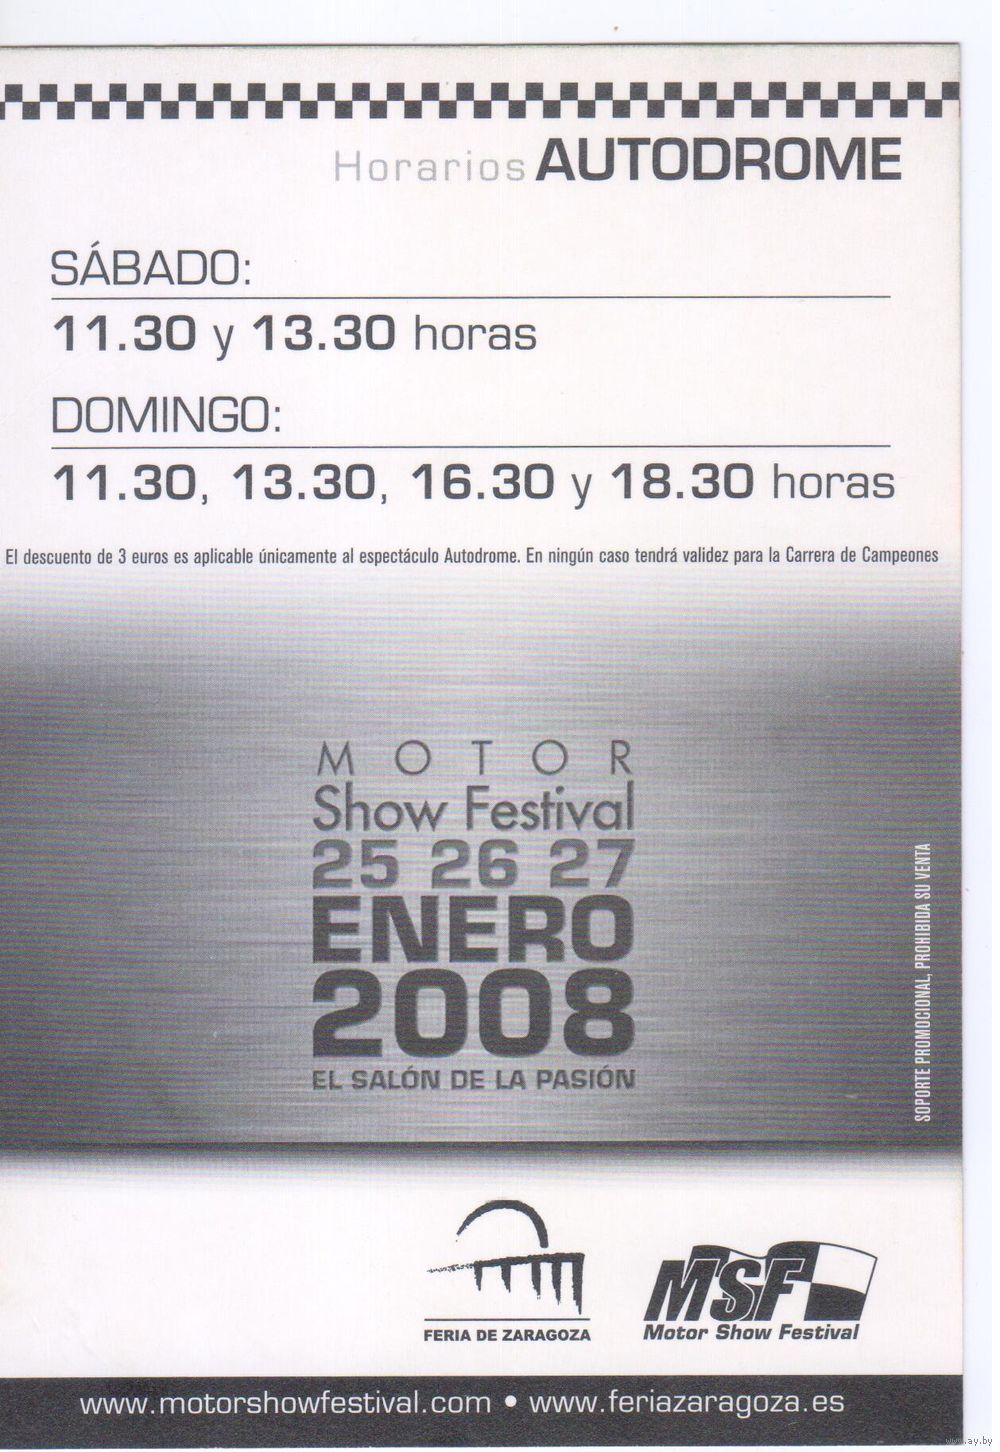 Horarios AUTODROME
SÁBADO:
11.30 y 13.30 horas
DOMINGO:
11.30, 13.30, 16.30 y 18.30 horas
El descuento de 3 euros es aplicable únicamente al espectáculo Autodrome. En ningún caso tendrá validez para la Carrera de Campeones
MOTOR
Show Festival
25 26 27
ENERO
2008
EL SALÓN DE LA PASIÓN
SOPORTE PROMOCIONAL, PROHIBIDA SU VENTA
FERIA DE ZARAGOZA
MSF
Motor Show Festival
www.motorshowfestival.com • www.feriazaragoza.es
www.ay.by